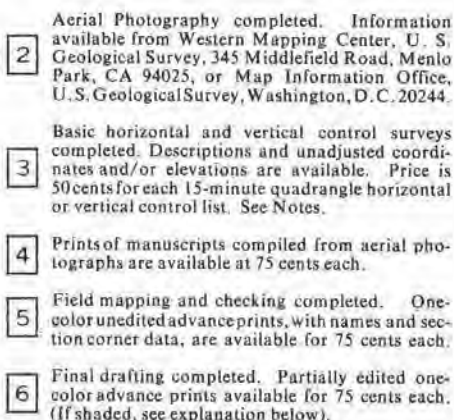 Aerial Photography completed. Information
available from Western Mapping Center, U. S.
2 Geological Survey, 345 Middlefield Road, Menlo
Park, CA 94025, or Map Information Office,
U.S. Geological Survey, Washington, D.C. 20244.
Basic horizontal and vertical control surveys
completed. Descriptions and unadjusted coordi-
3 nates and/or elevations are available. Price is
50 cents for each 15-minute quadrangle horizontal
or vertical control list. See Notes.
4 Prints of manuscripts compiled from aerial pho-
tographs are available at 75 cents each.
Field mapping and checking completed. One-
5 color unedited advance prints, with names and sec-
tion corner data, are available for 75 cents each.
Final drafting completed. Partially edited one-
6 color advance prints available for 75 cents each.
(If shaded, see explanation below).